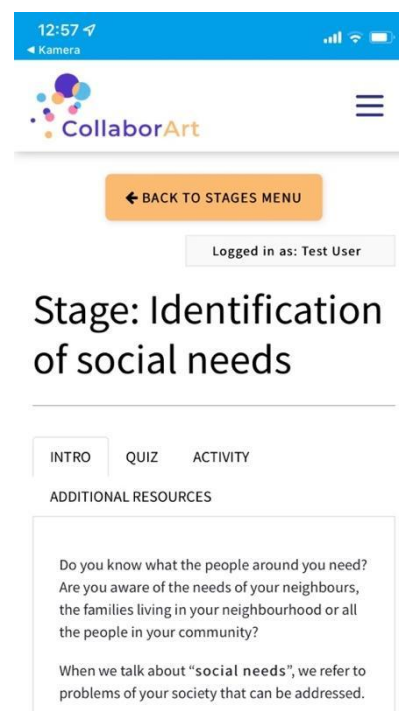 12:57
◀ Kamera
CollaborArt
← BACK TO STAGES MENU
Logged in as: Test User
Stage: Identification
of social needs
INTRO QUIZ ACTIVITY
ADDITIONAL RESOURCES
Do you know what the people around you need?
Are you aware of the needs of your neighbours,
the families living in your neighbourhood or all
the people in your community?
When we talk about “social needs”, we refer to
problems of your society that can be addressed.